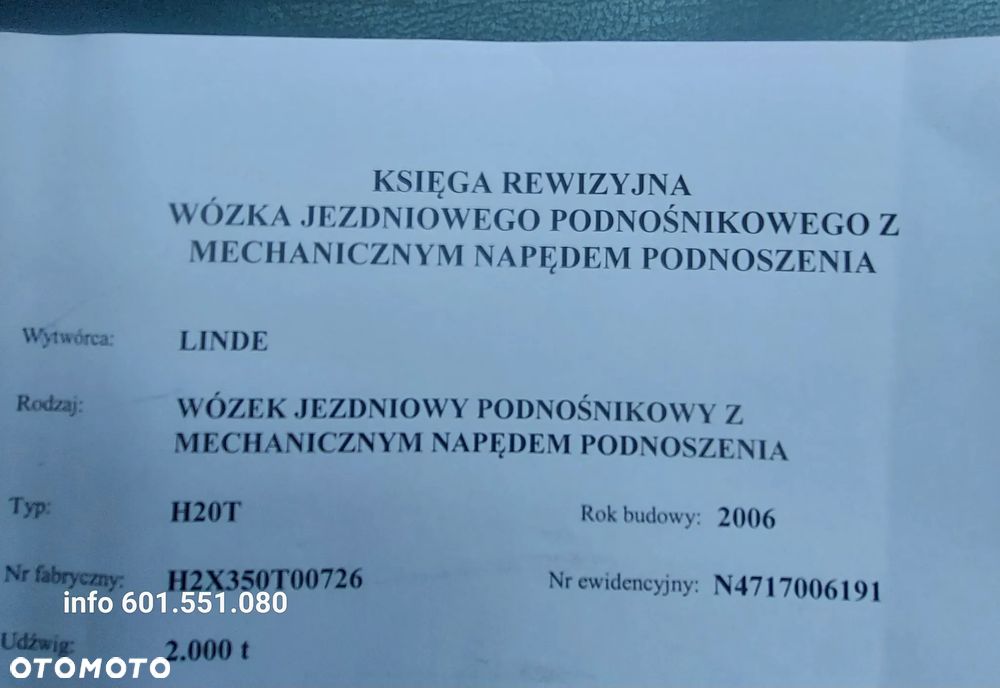 KSIĘGA REWIZYJNA
WÓZKA JEZDNIOWEGO PODNOŚNIKOWEGO Z
MECHANICZNYM NAPĘDEM PODNOSZENIA
Wytwórca: LINDE
Rodzaj: WÓZEK JEZDNIOWY PODNOŚNIKOWY Z
MECHANICZNYM NAPĘDEM PODNOSZENIA
Typ: H20T Rok budowy: 2006
Nr fabryczny: H2X350T00726 Nr ewidencyjny: N4717006191
info 601.551.080
Udźwig: 2.000 t
OTOMOTO